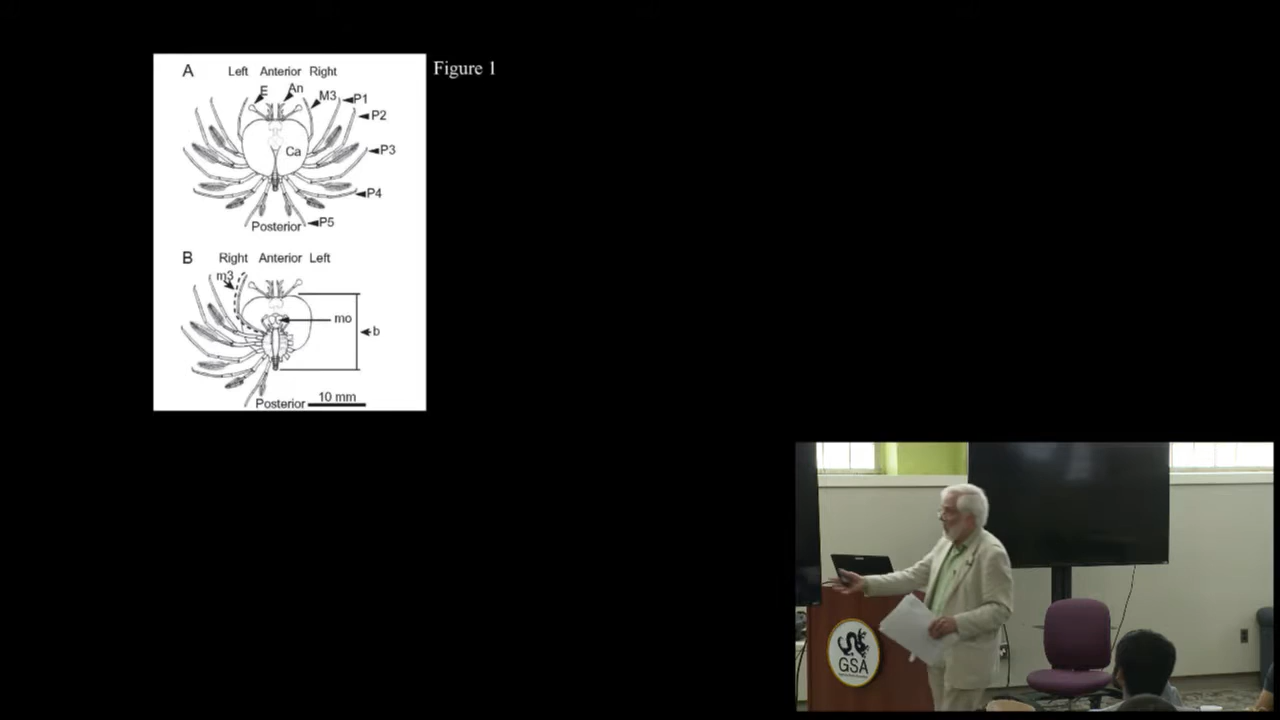 Figure 1
A Left Anterior Right
E An M3 P1
P2
Ca P3
P4
Posterior P5
B Right Anterior Left
m3
mo
b
10 mm
Posterior
GSA